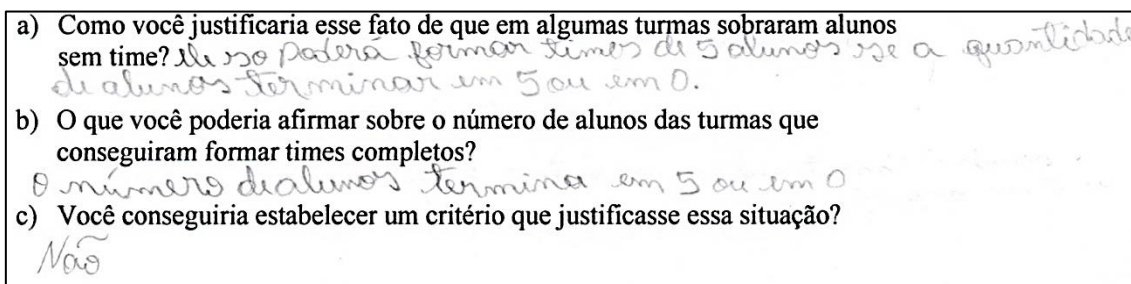 a) Como você justificaria esse fato de que em algumas turmas sobraram alunos
sem time? Ele so poderá formar times de 5 alunos se a quantidade
de alunos terminar em 5 ou em 0.
b) O que você poderia afirmar sobre o número de alunos das turmas que
conseguiram formar times completos?
O número de alunos termina em 5 ou em 0
c) Você conseguiria estabelecer um critério que justificasse essa situação?
Não